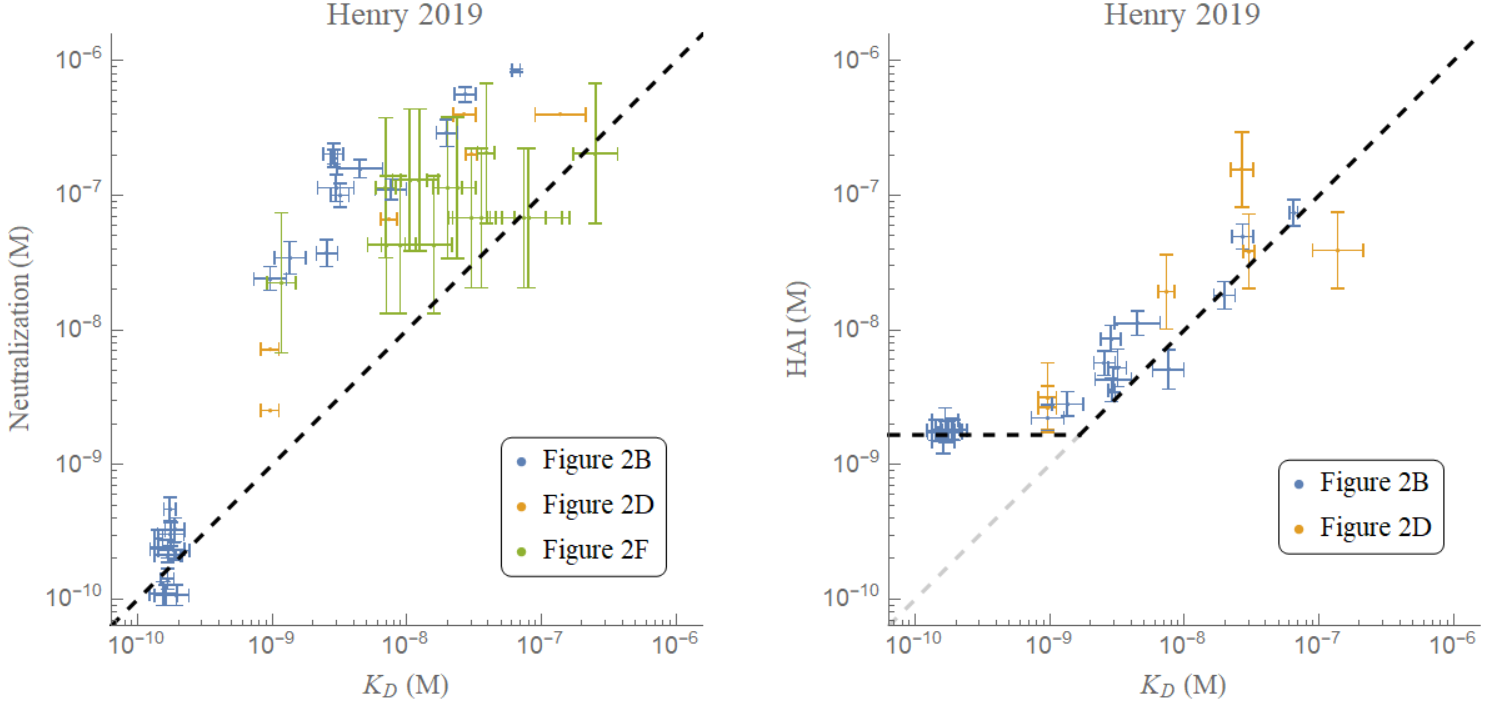 Henry 2019
Neutralization (M)
10⁻⁶
10⁻⁷
10⁻⁸
10⁻⁹
10⁻¹⁰
10⁻¹⁰ 10⁻⁹ 10⁻⁸ 10⁻⁷ 10⁻⁶
K_D (M)
Figure 2B
Figure 2D
Figure 2F
Henry 2019
HAI (M)
10⁻⁶
10⁻⁷
10⁻⁸
10⁻⁹
10⁻¹⁰
10⁻¹⁰ 10⁻⁹ 10⁻⁸ 10⁻⁷ 10⁻⁶
K_D (M)
Figure 2B
Figure 2D